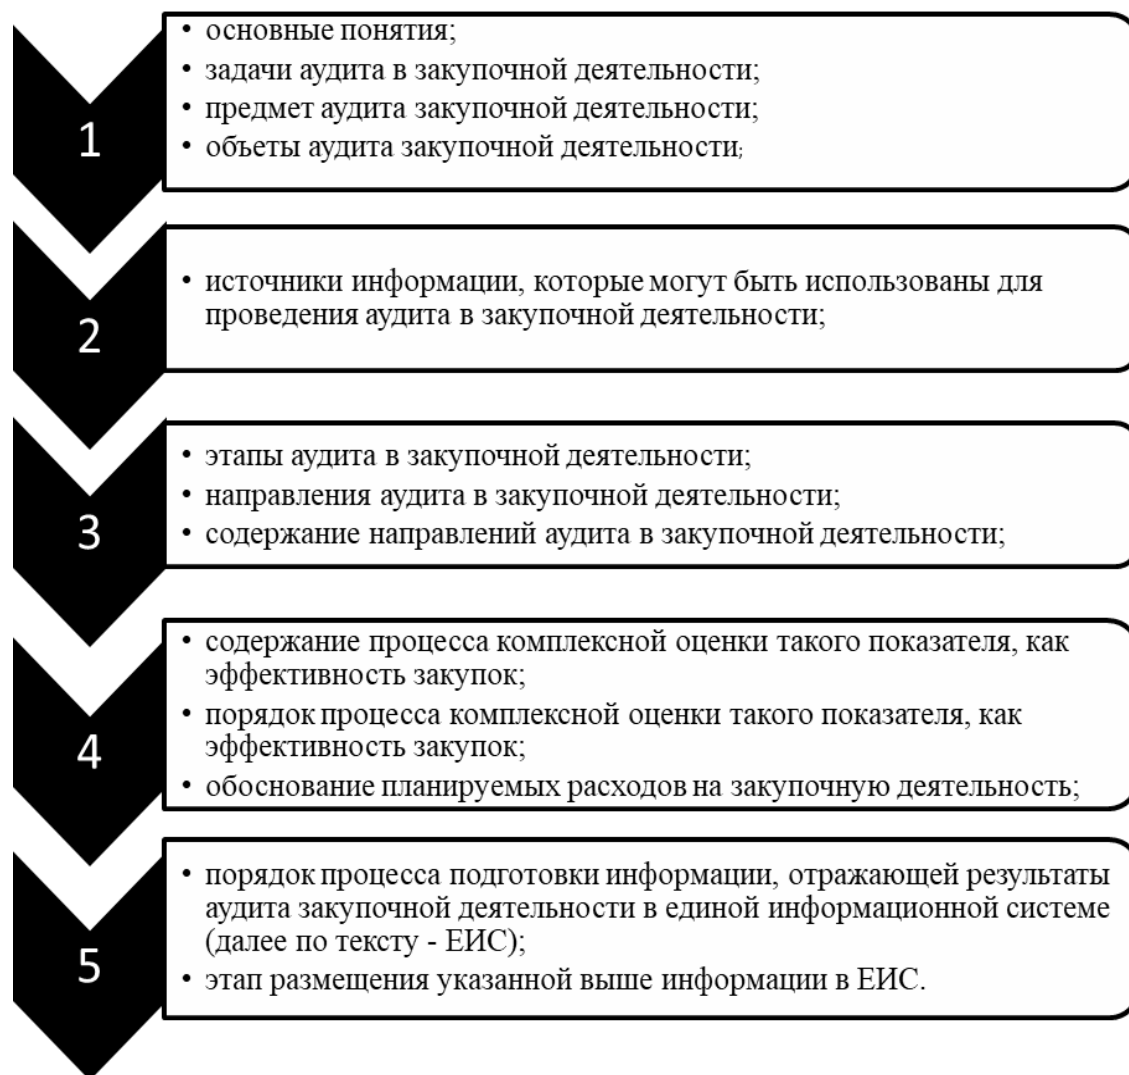 1
• основные понятия;
• задачи аудита в закупочной деятельности;
• предмет аудита закупочной деятельности;
• объеты аудита закупочной деятельности;
2
• источники информации, которые могут быть использованы для
проведения аудита в закупочной деятельности;
3
• этапы аудита в закупочной деятельности;
• направления аудита в закупочной деятельности;
• содержание направлений аудита в закупочной деятельности;
4
• содержание процесса комплексной оценки такого показателя, как
эффективность закупок;
• порядок процесса комплексной оценки такого показателя, как
эффективность закупок;
• обоснование планируемых расходов на закупочную деятельность;
5
• порядок процесса подготовки информации, отражающей результаты
аудита закупочной деятельности в единой информационной системе
(далее по тексту - ЕИС);
• этап размещения указанной выше информации в ЕИС.